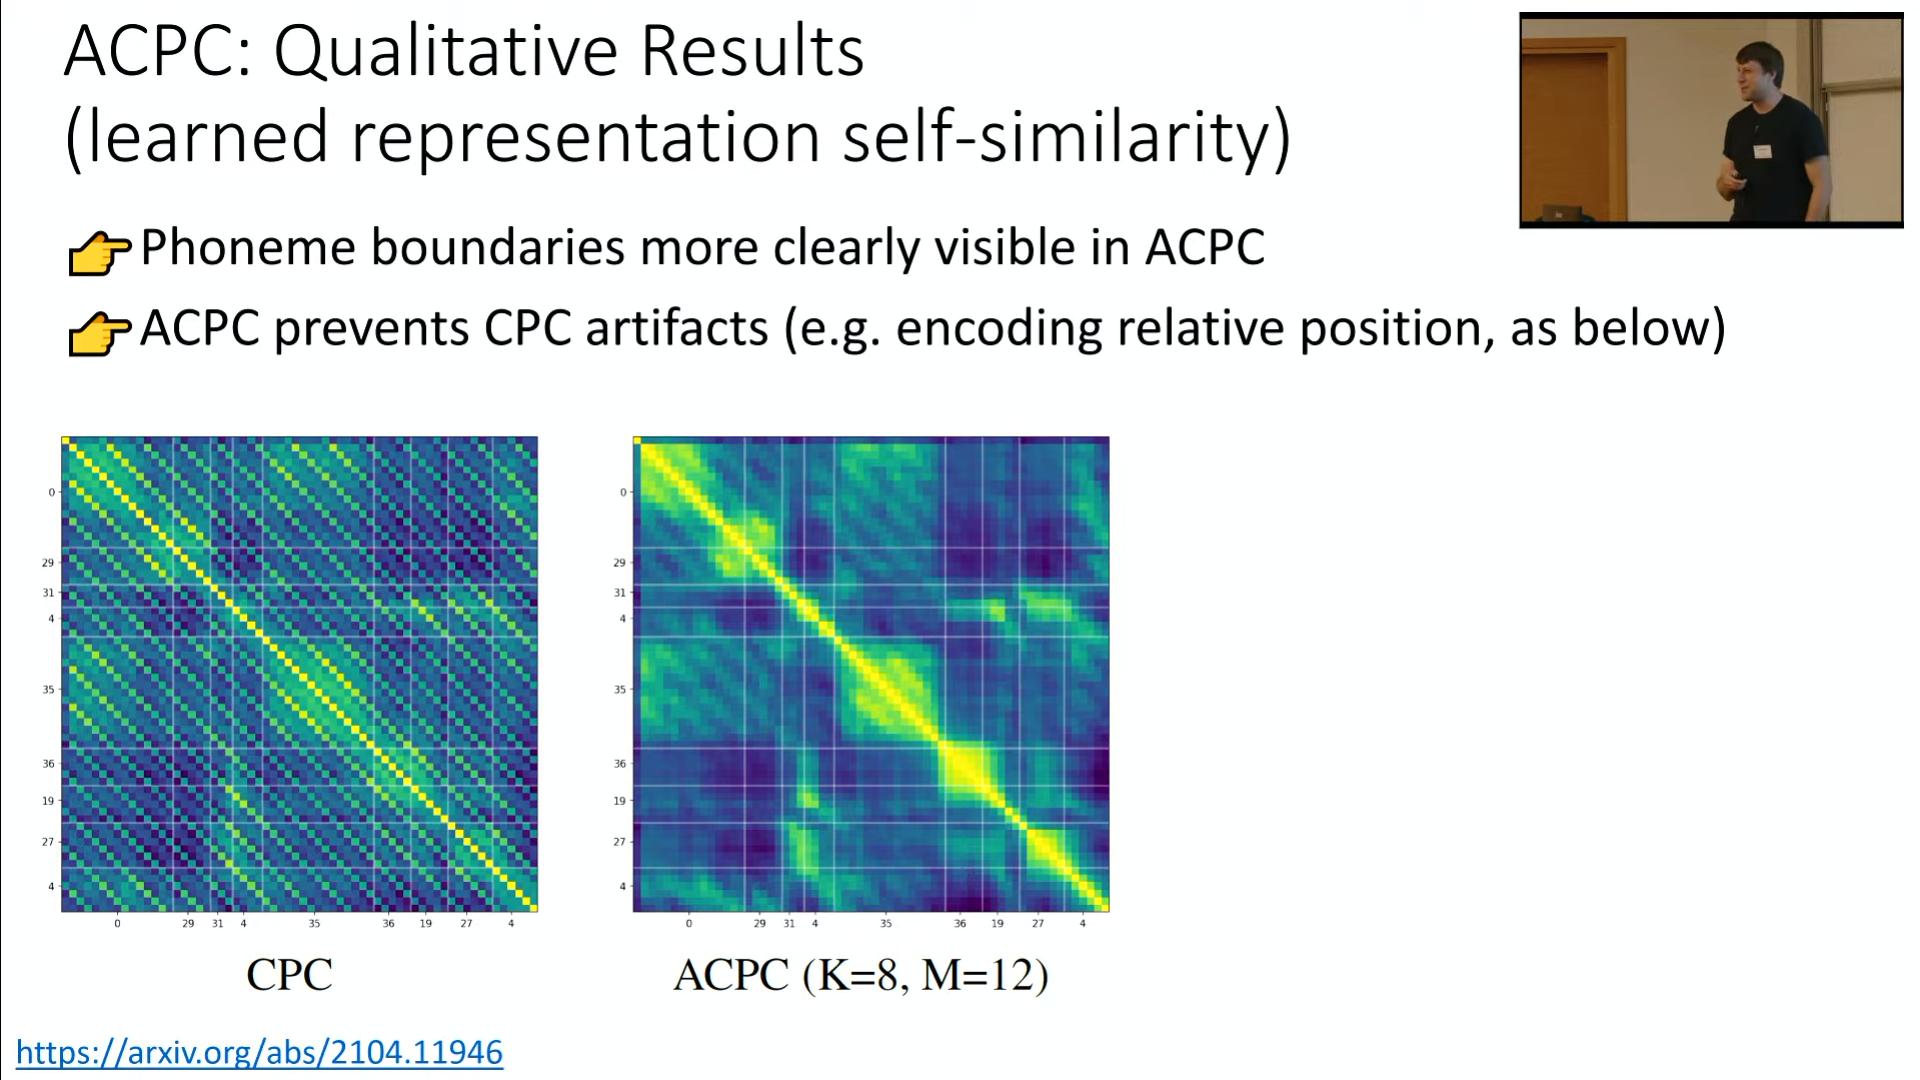 ACPC: Qualitative Results
(learned representation self-similarity)
👉Phoneme boundaries more clearly visible in ACPC
👉ACPC prevents CPC artifacts (e.g. encoding relative position, as below)
0
29
31
4
35
36
19
27
4
0 29 31 4 35 36 19 27 4
CPC
0
29
31
4
35
36
19
27
4
0 29 31 4 35 36 19 27 4
ACPC (K=8, M=12)
https://arxiv.org/abs/2104.11946